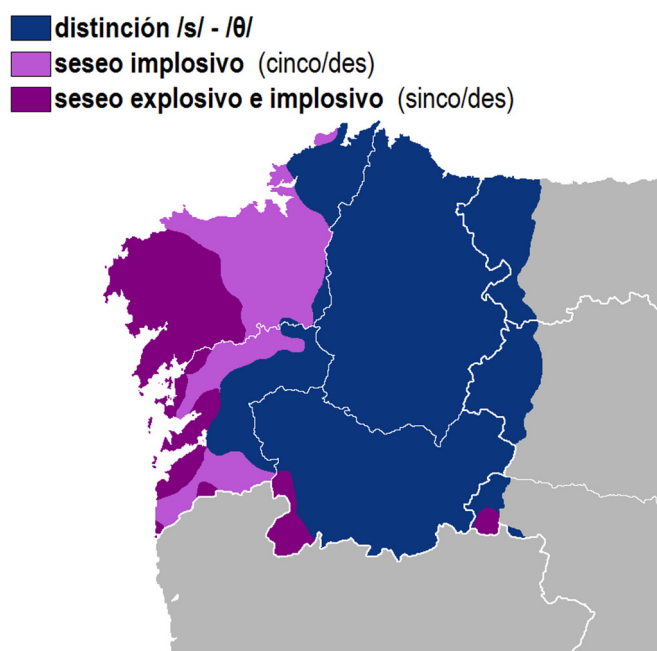 distinción /s/ - /θ/
seseo implosivo (cinco/des)
seseo explosivo e implosivo (sinco/des)